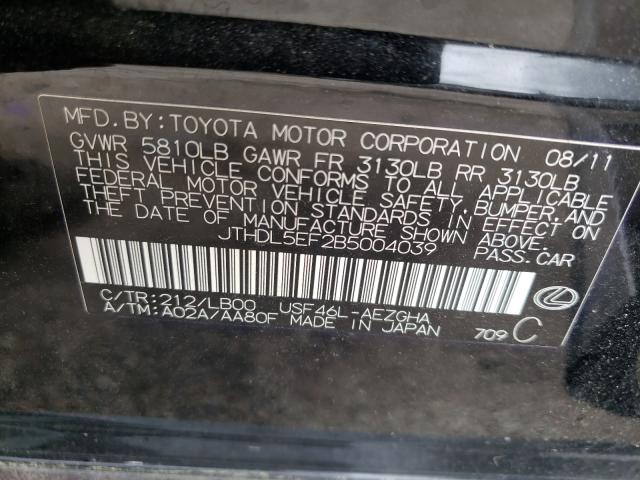 MFD. BY: TOYOTA MOTOR CORPORATION 08/11
GVWR 5810LB GAWR FR 3130LB RR 3130LB
THIS VEHICLE CONFORMS TO ALL APPLICABLE
FEDERAL MOTOR VEHICLE SAFETY, BUMPER, AND
THEFT PREVENTION STANDARDS IN EFFECT ON
THE DATE OF MANUFACTURE SHOWN ABOVE.
JTHDL5EF2B5004039 PASS. CAR
C/TR: 212/LB00 USF46L-AEZGHA
A/TM: A02A/AA80F MADE IN JAPAN 709 C